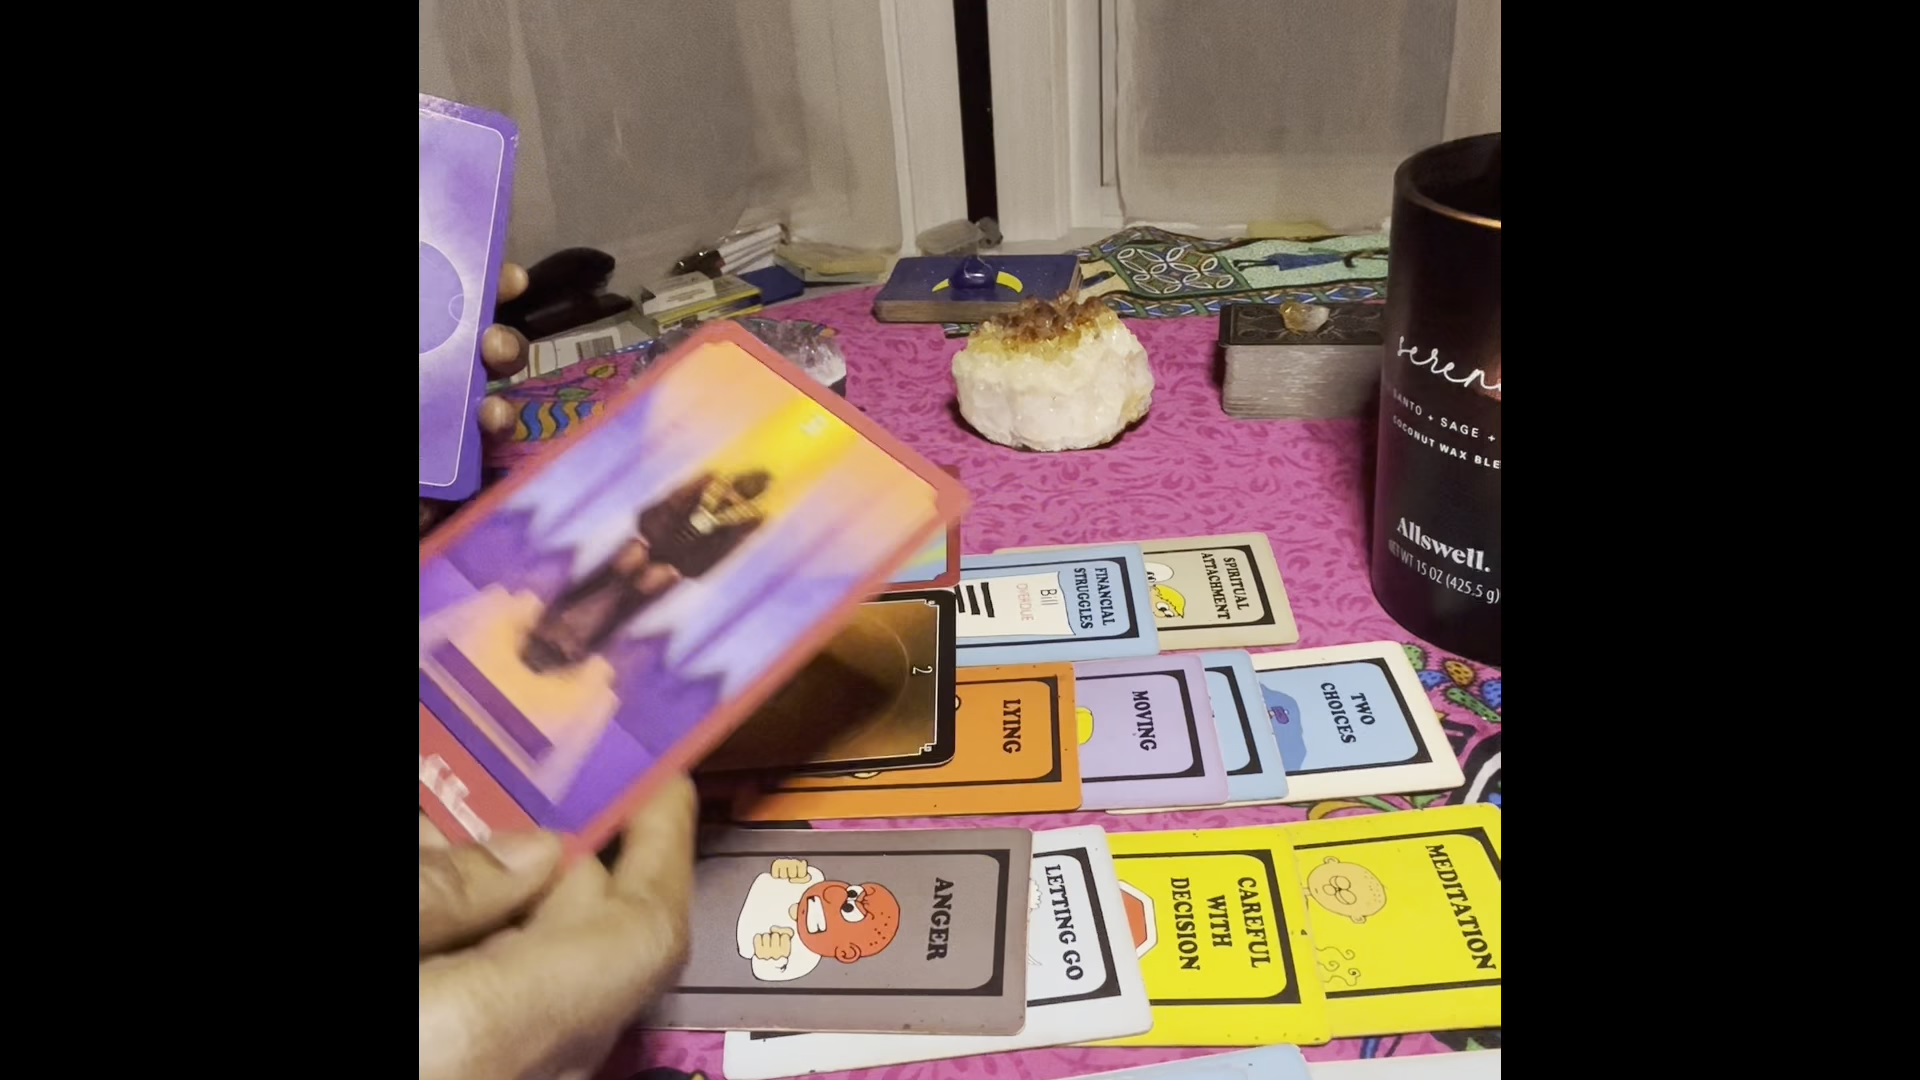 SPIRITUAL
ATTACHMENT
FINANCIAL
STRUGGLES
Bill
OVERDUE
2
LYING
MOVING
TWO
CHOICES
ANGER
LETTING GO
CAREFUL
WITH
DECISION
MEDITATION
seren
SANTO + SAGE +
COCONUT WAX BLE
Allswell.
NET WT 15 OZ (425.5 g)